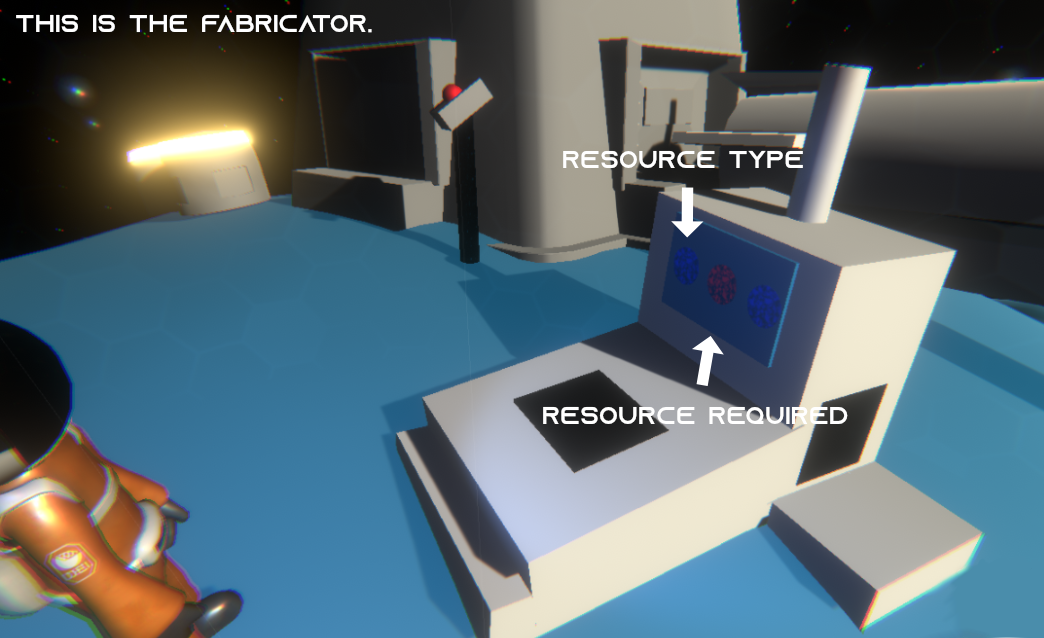 THIS IS THE FABRICATOR.
RESOURCE TYPE
RESOURCE REQUIRED